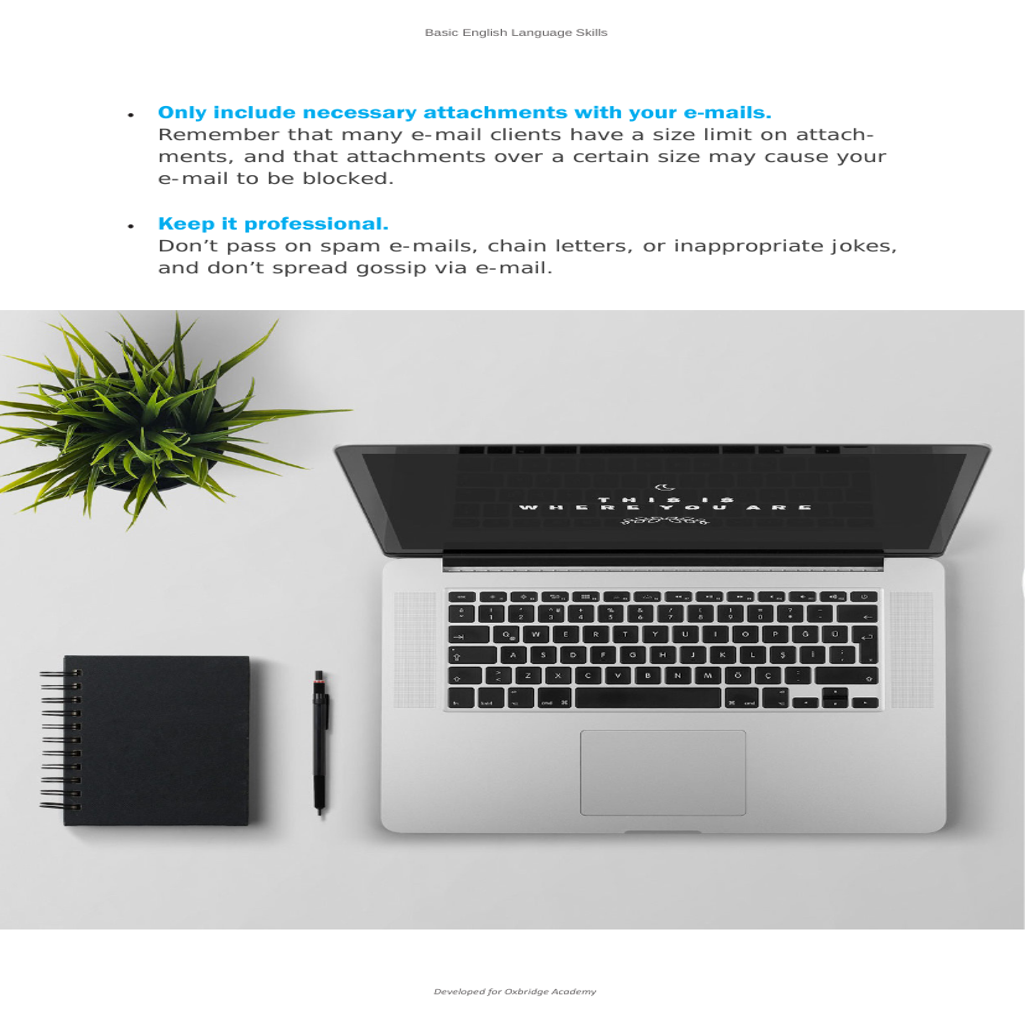 Basic English Language Skills
• Only include necessary attachments with your e-mails.
Remember that many e-mail clients have a size limit on attach-
ments, and that attachments over a certain size may cause your
e-mail to be blocked.
• Keep it professional.
Don’t pass on spam e-mails, chain letters, or inappropriate jokes,
and don’t spread gossip via e-mail.
THIS IS
WHERE YOU ARE
Q W E R T Y U I O P Ğ Ü
A S D F G H J K L Ş İ
Z X C V B N M Ö Ç
Developed for Oxbridge Academy